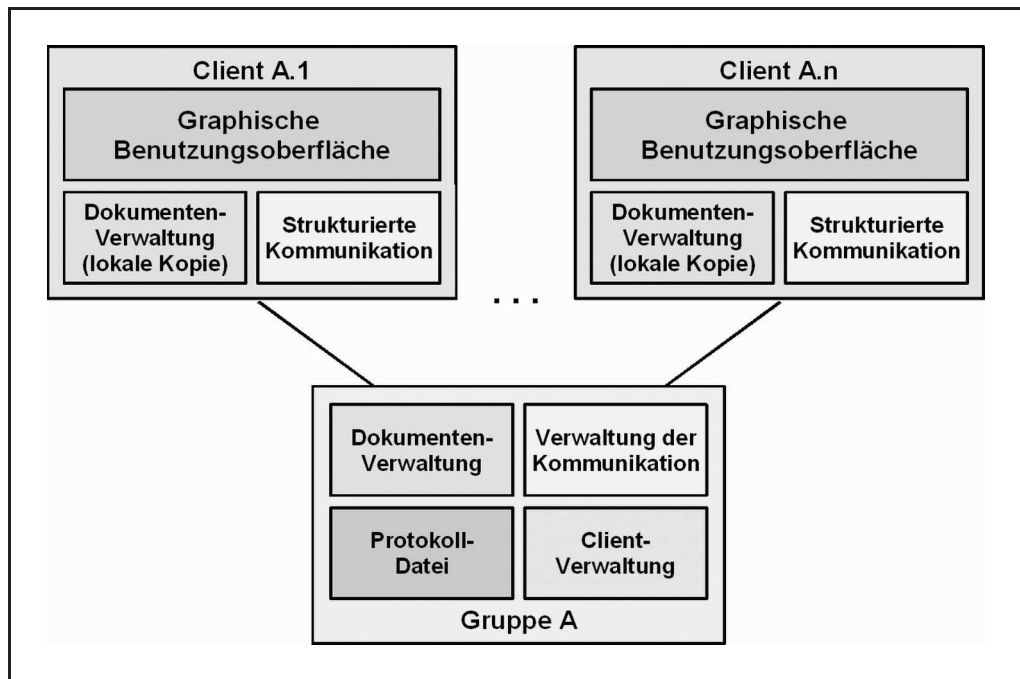 Client A.1
Graphische
Benutzungsoberfläche
Dokumenten-
Verwaltung
(lokale Kopie)
Strukturierte
Kommunikation
. . .
Client A.n
Graphische
Benutzungsoberfläche
Dokumenten-
Verwaltung
(lokale Kopie)
Strukturierte
Kommunikation
Dokumenten-
Verwaltung
Verwaltung der
Kommunikation
Protokoll-
Datei
Client-
Verwaltung
Gruppe A